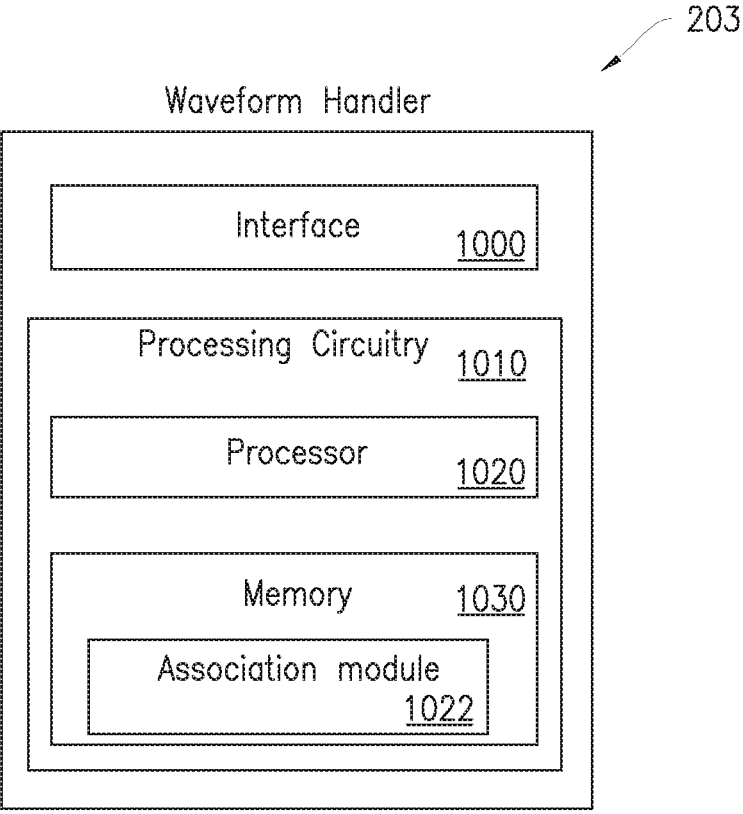 203
Waveform Handler
Interface
1000
Processing Circuitry
1010
Processor
1020
Memory
1030
Association module
1022